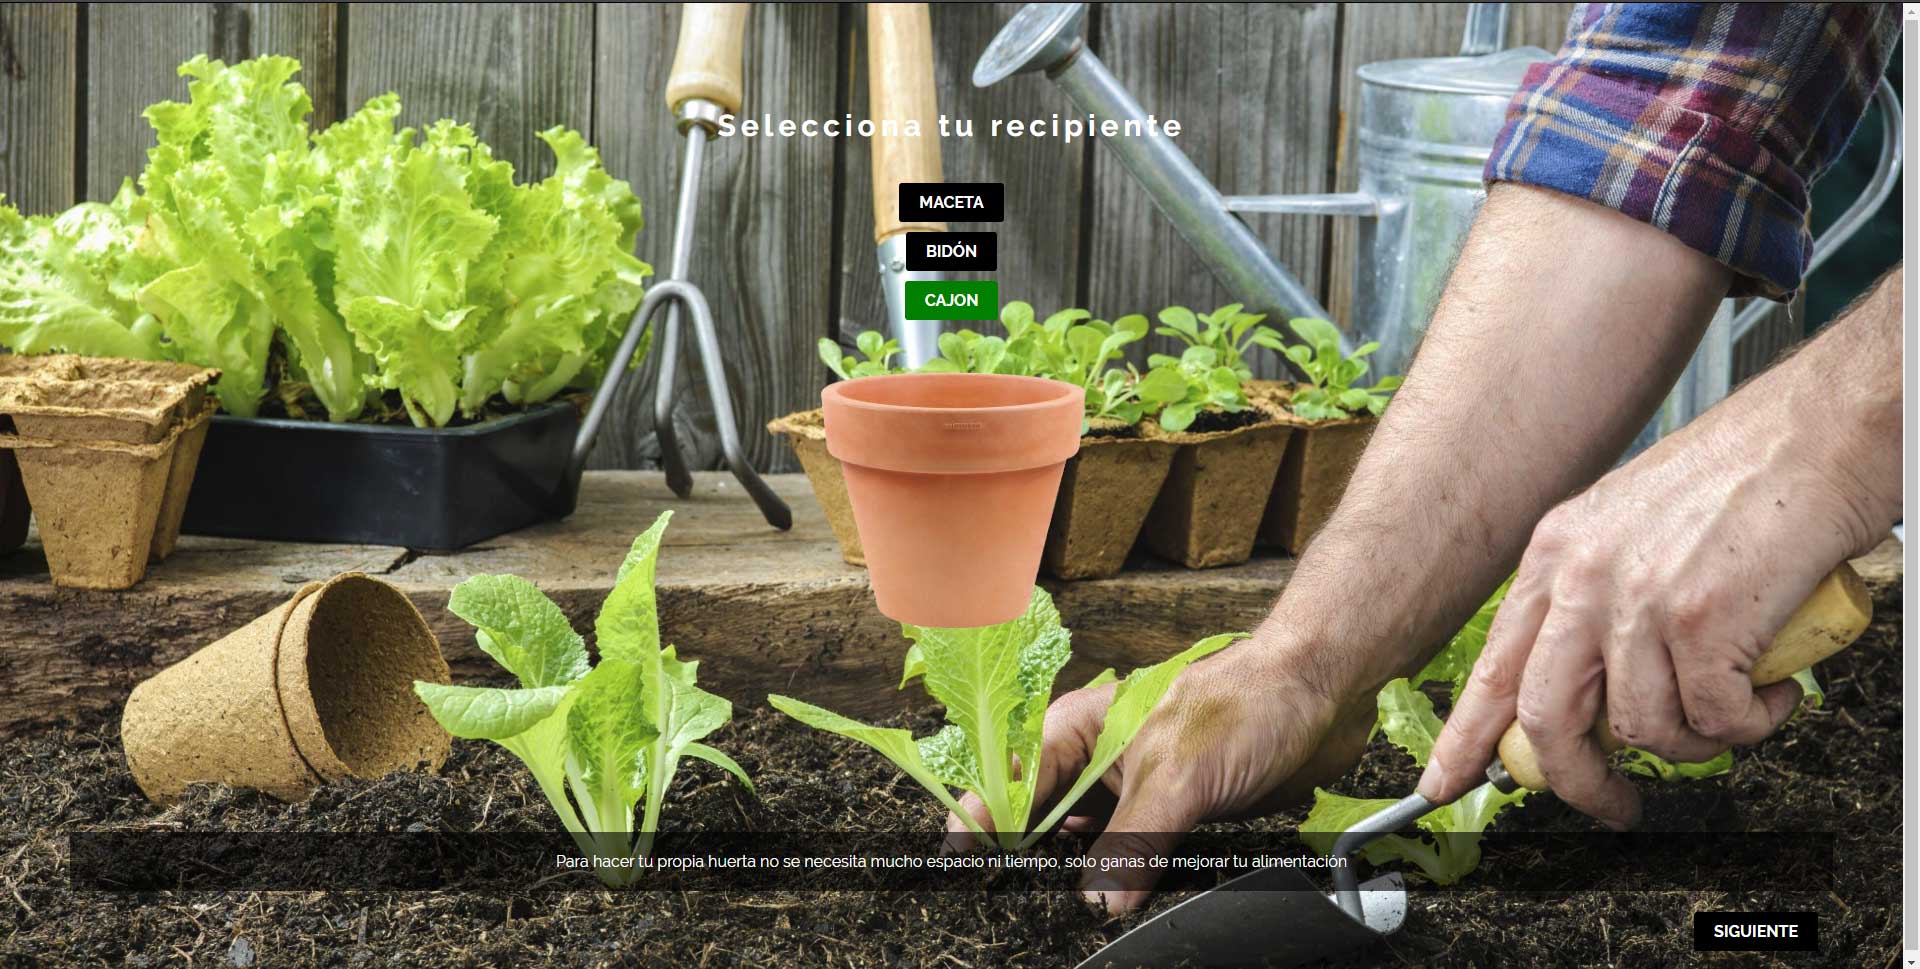 Selecciona tu recipiente
MACETA
BIDÓN
CAJON
Para hacer tu propia huerta no se necesita mucho espacio ni tiempo, solo ganas de mejorar tu alimentación
SIGUIENTE